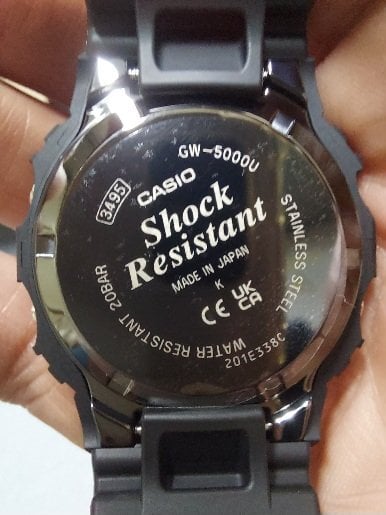 GW-5000U
3495 CASIO
Shock
Resistant
MADE IN JAPAN
K
CE UK
CA
STAINLESS STEEL
WATER RESISTANT 20BAR
201E338C